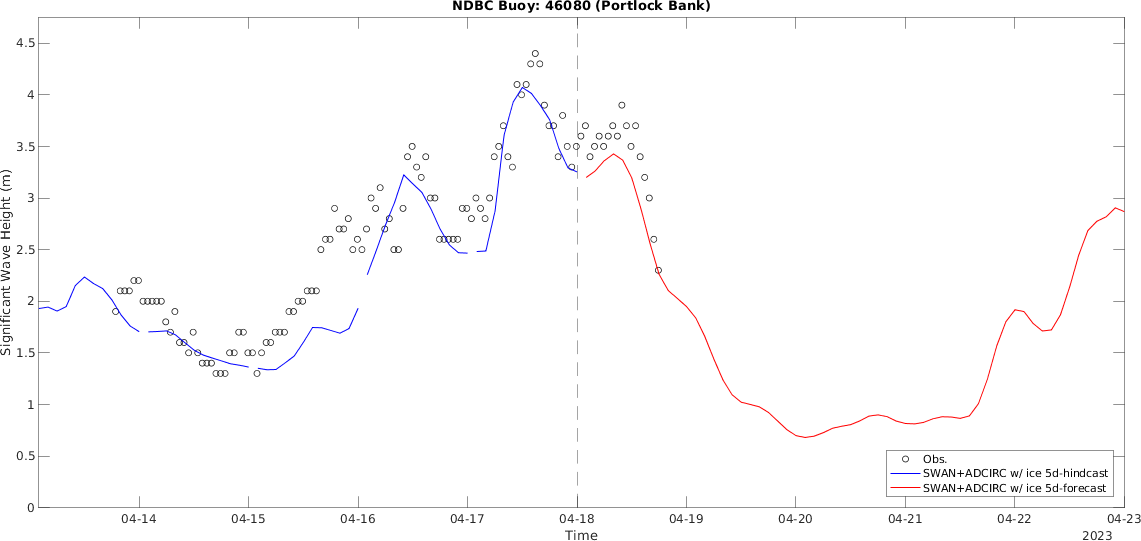 NDBC Buoy: 46080 (Portlock Bank)
4.5
4
3.5
3
2.5
2
1.5
1
0.5
0
Significant Wave Height (m)
Obs.
SWAN+ADCIRC w/ ice 5d-hindcast
SWAN+ADCIRC w/ ice 5d-forecast
04-14 04-15 04-16 04-17 04-18 04-19 04-20 04-21 04-22 04-23
Time
2023